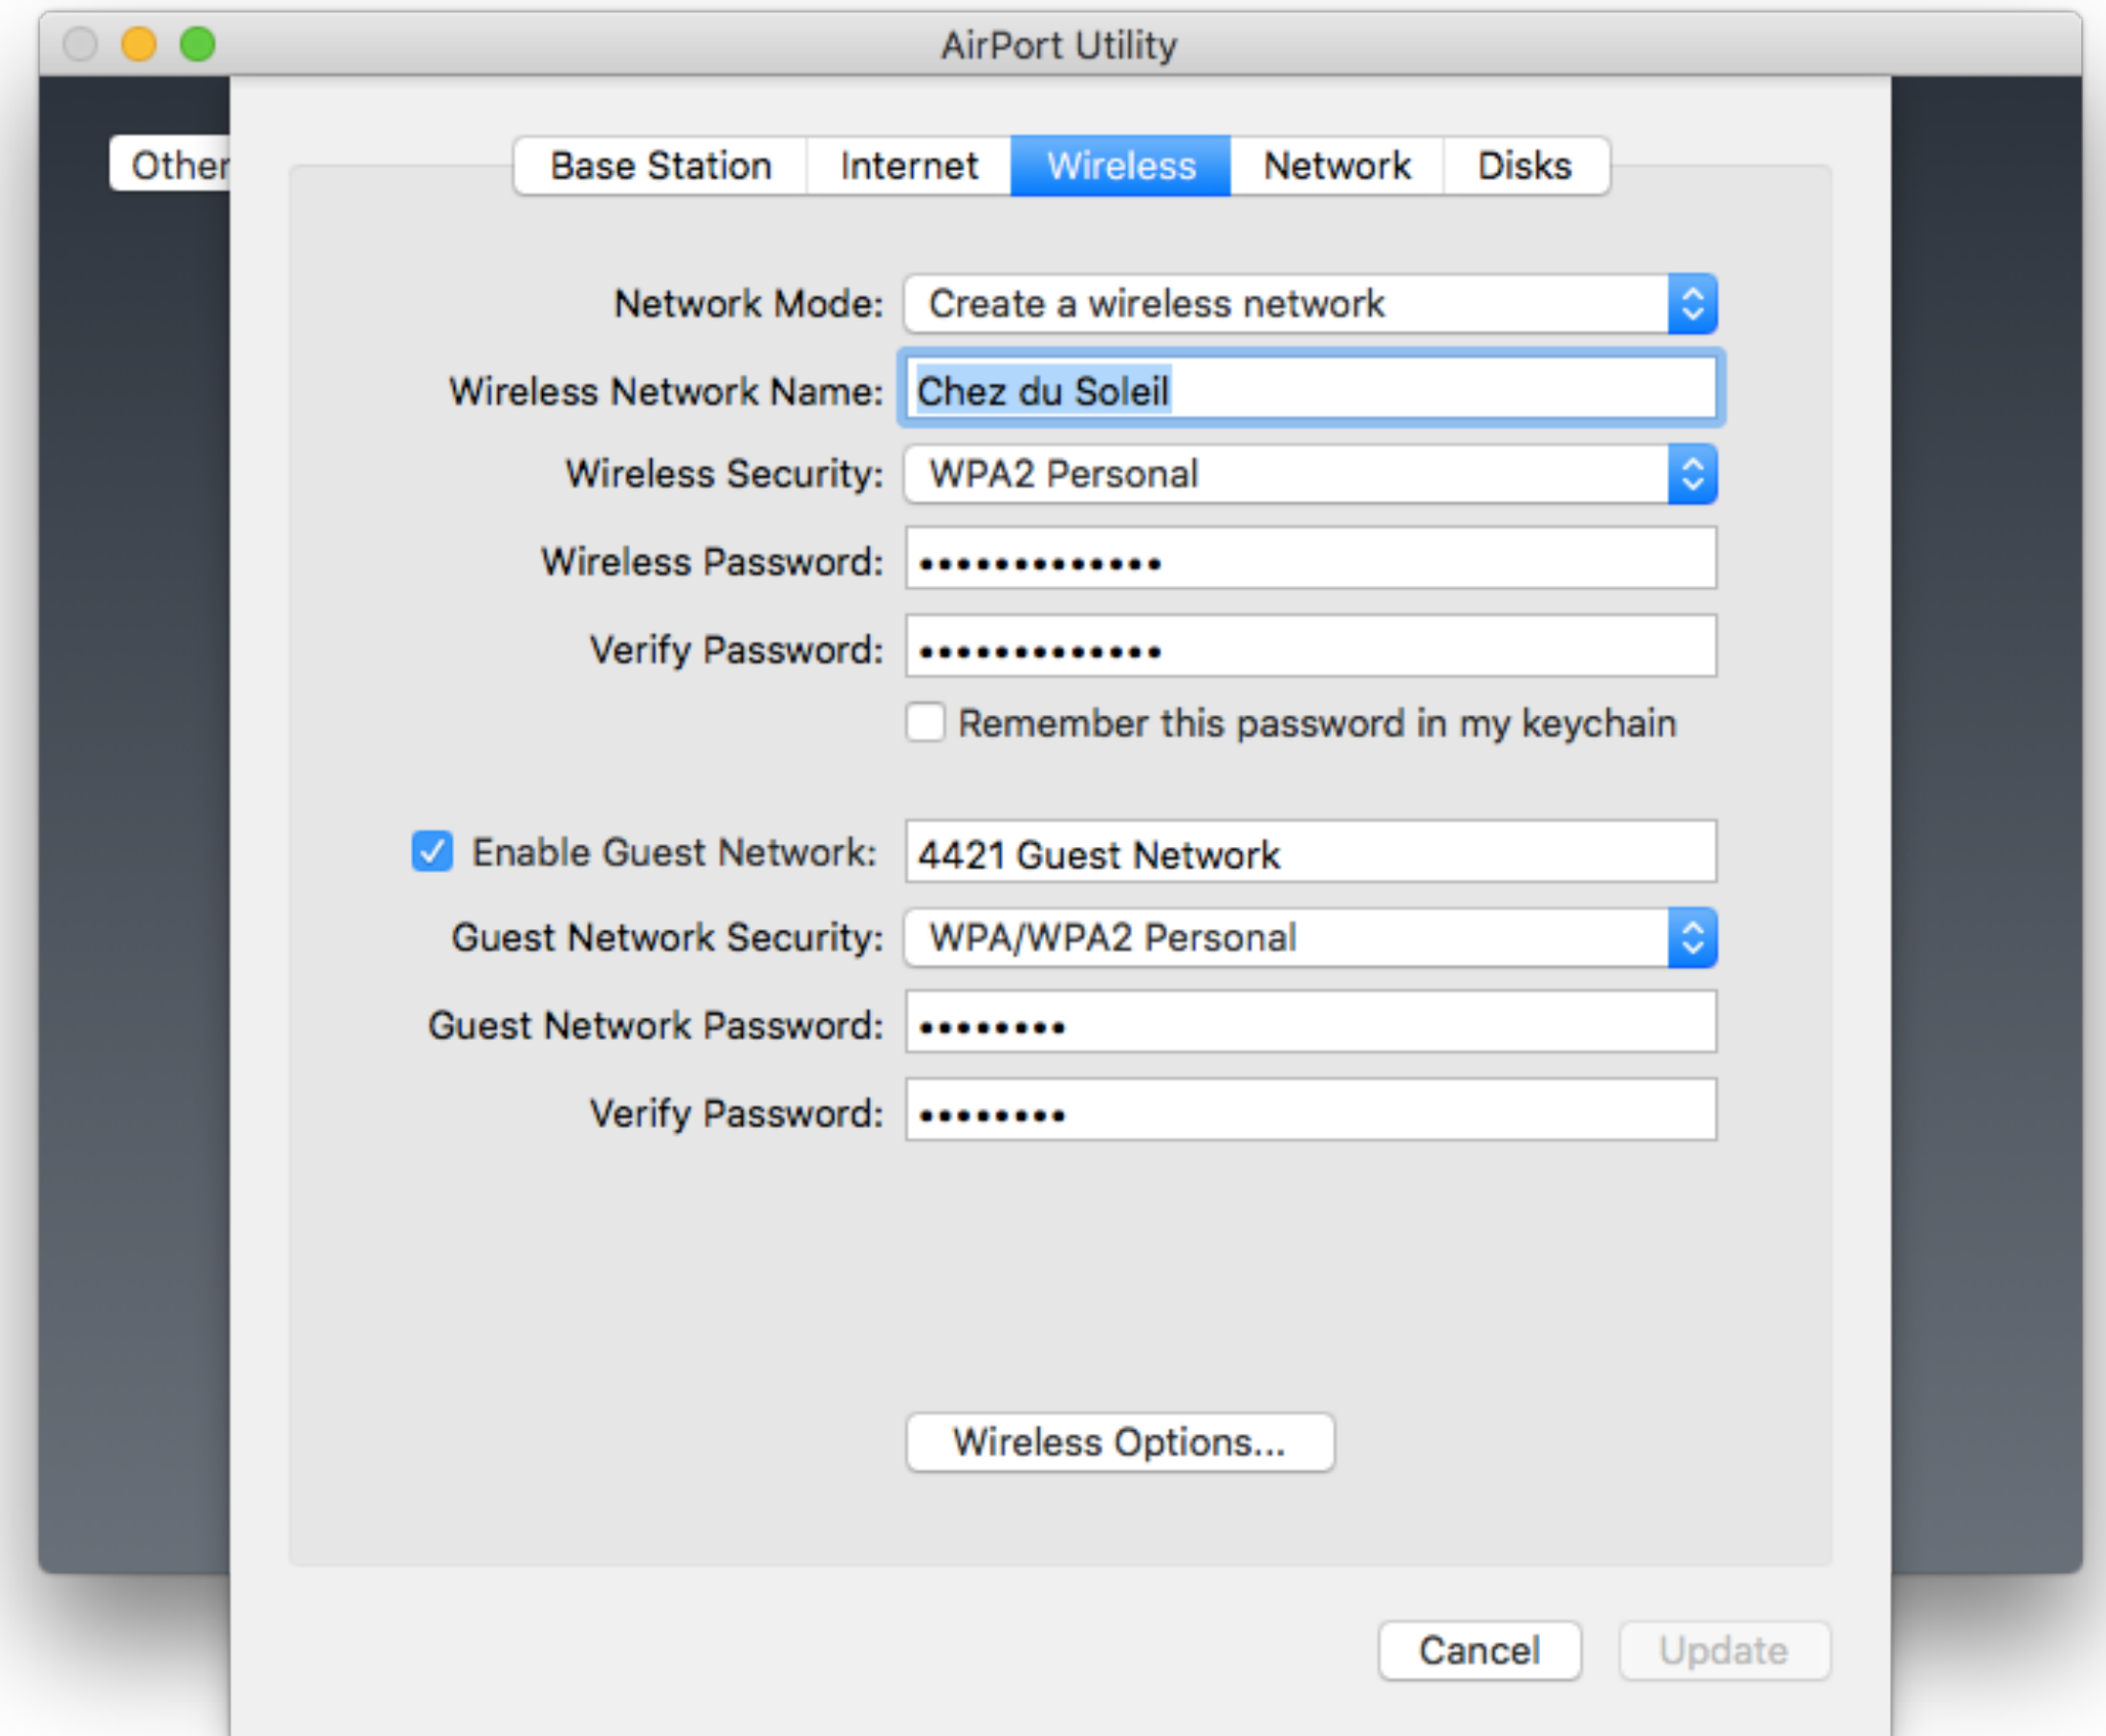 AirPort Utility
Other
Base Station Internet Wireless Network Disks
Network Mode: Create a wireless network
Wireless Network Name: Chez du Soleil
Wireless Security: WPA2 Personal
Wireless Password: •••••••••••••
Verify Password: •••••••••••••
Remember this password in my keychain
Enable Guest Network: 4421 Guest Network
Guest Network Security: WPA/WPA2 Personal
Guest Network Password: ••••••••
Verify Password: ••••••••
Wireless Options...
Cancel Update